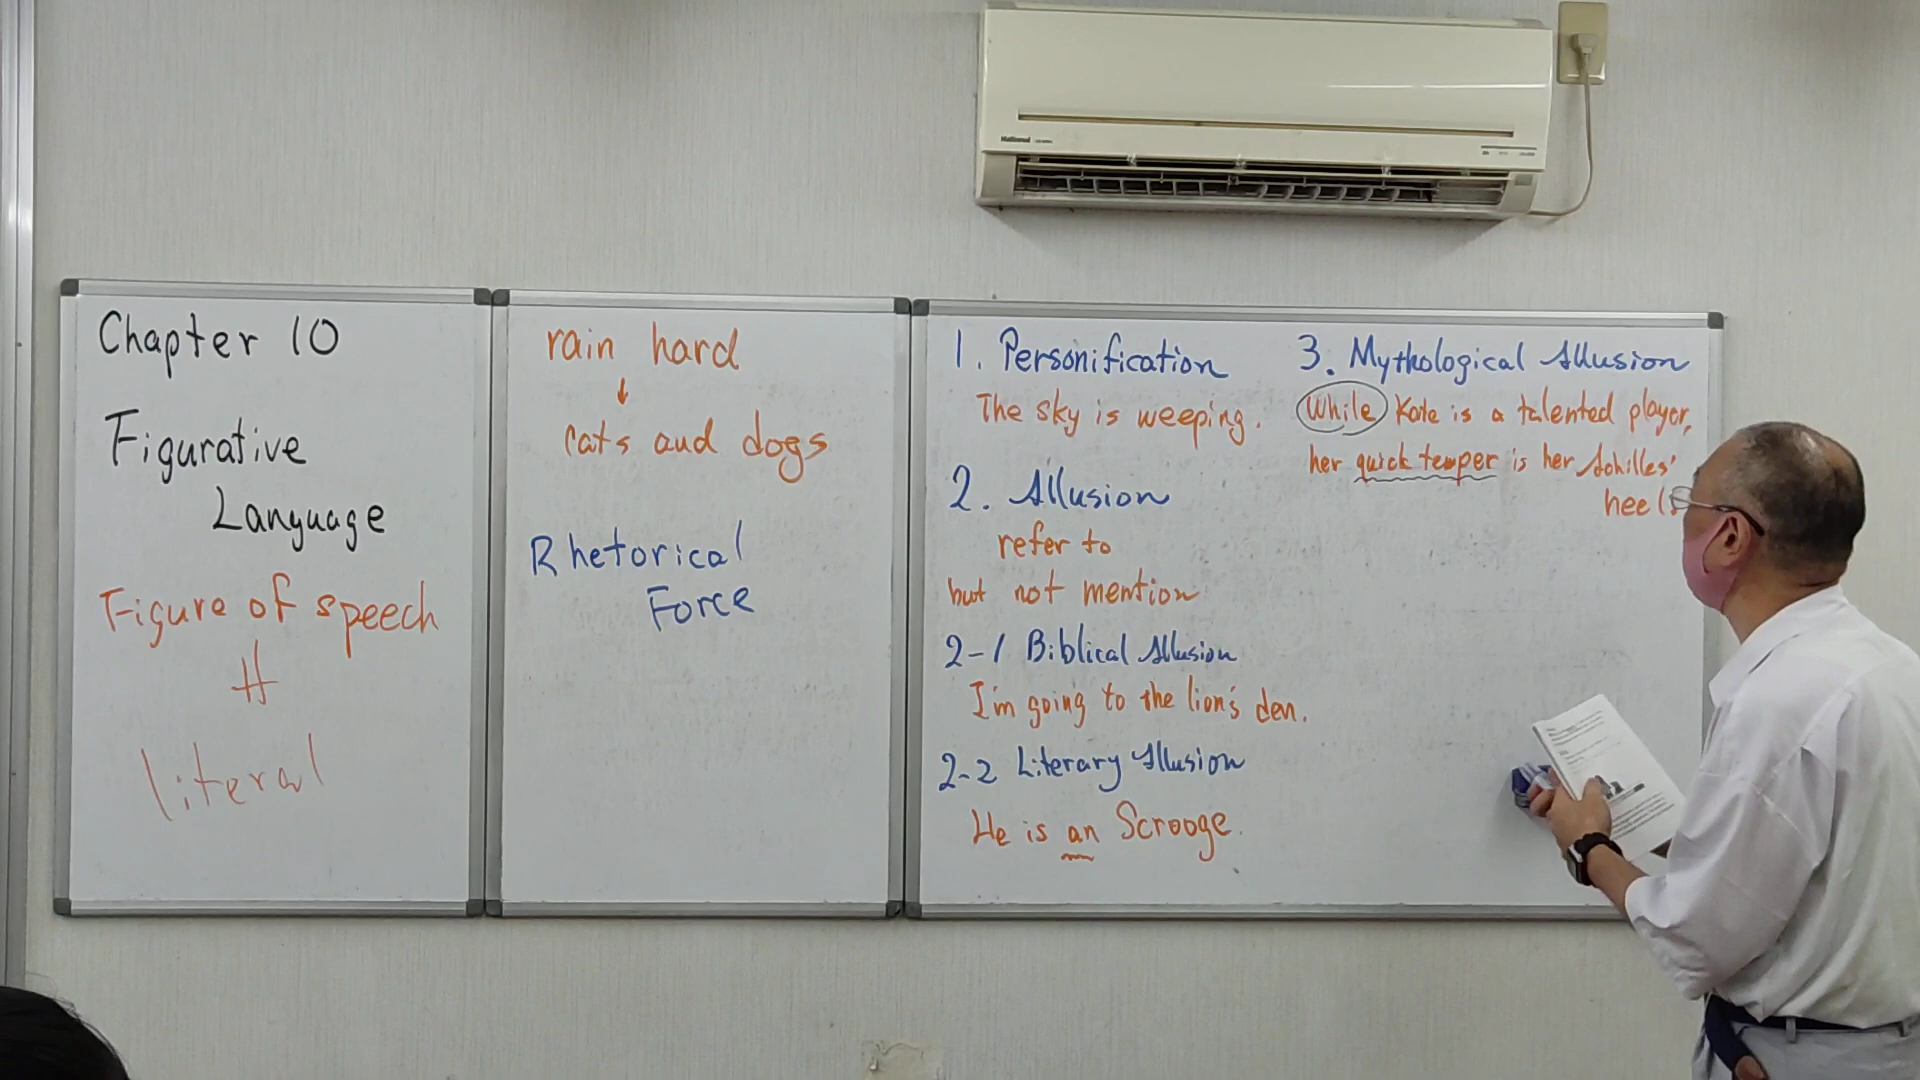 National
Chapter 10
Figurative
Language
Figure of speech
literal
rain hard
↓
cats and dogs
Rhetorical
Force
1. Personification
The sky is weeping.
2. Allusion
refer to
but not mention
2-1 Biblical Allusion
I'm going to the lion's den.
2-2 Literary Allusion
He is an Scrooge.
3. Mythological Allusion
While Kate is a talented player,
her quick temper is her Achilles'
heel